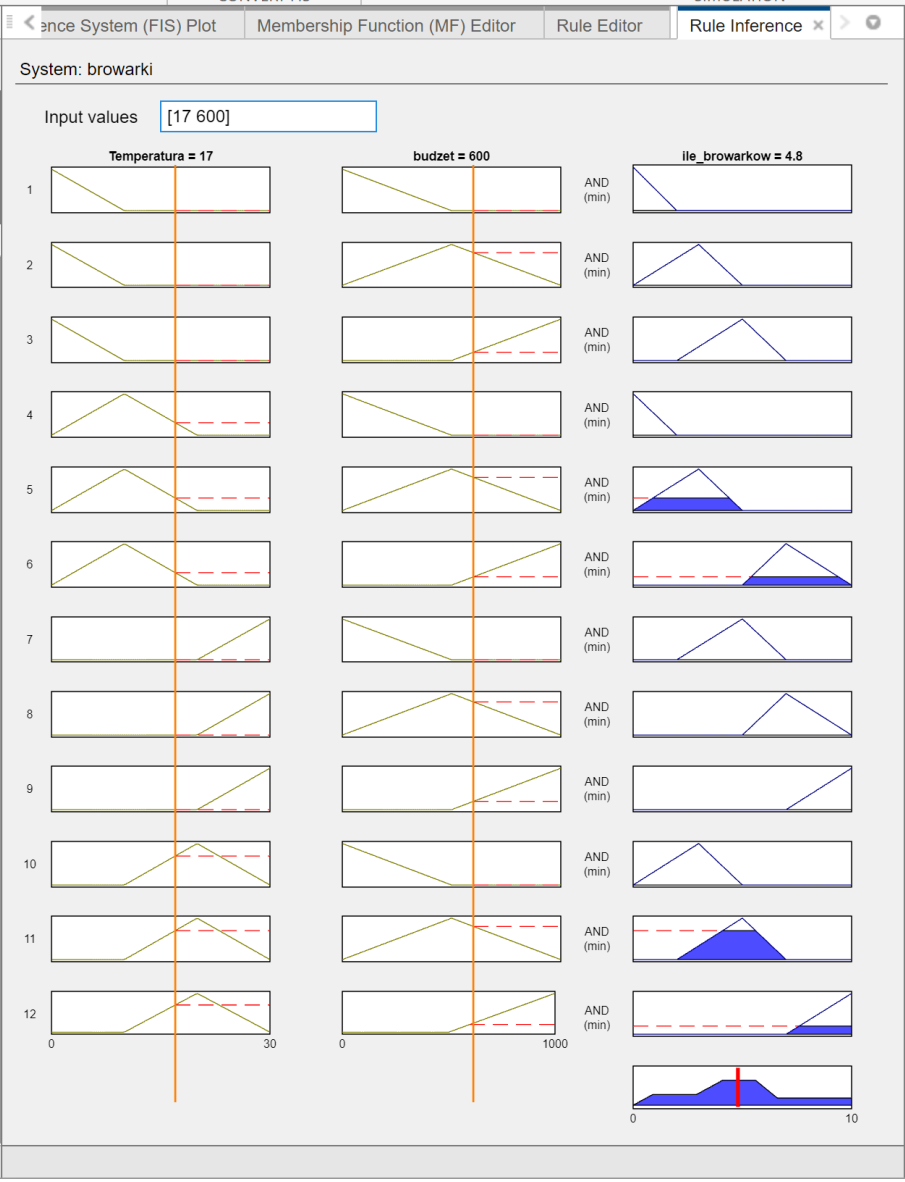 ence System (FIS) Plot Membership Function (MF) Editor Rule Editor Rule Inference ×
System: browarki
Input values [17 600]
Temperatura = 17 budzet = 600 ile_browarkow = 4.8
1 AND
(min)
2 AND
(min)
3 AND
(min)
4 AND
(min)
5 AND
(min)
6 AND
(min)
7 AND
(min)
8 AND
(min)
9 AND
(min)
10 AND
(min)
11 AND
(min)
12 AND
(min)
0 30 0 1000
0 10